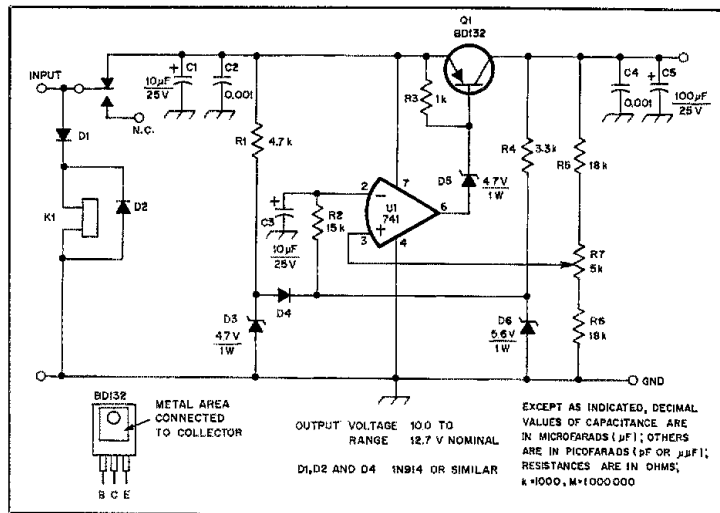 Q1
BD132
INPUT
C1
10µF
25V
C2
0.001
N.C.
D1
K1
D2
R1
4.7k
R3
1k
D5
4.7V
1W
R4
3.3k
C4
0.001
C5
100µF
25V
R5
18k
C3
10µF
25V
R2
15k
2
3
7
4
6
U1
741
R7
5k
R6
18k
D3
4.7V
1W
D4
D6
5.6V
1W
GND
BD132
METAL AREA
CONNECTED
TO COLLECTOR
B C E
OUTPUT VOLTAGE 10.0 TO
RANGE 12.7 V NOMINAL
D1,D2 AND D4 1N914 OR SIMILAR
EXCEPT AS INDICATED, DECIMAL
VALUES OF CAPACITANCE ARE
IN MICROFARADS (µF); OTHERS
ARE IN PICOFARADS (pF OR µµF);
RESISTANCES ARE IN OHMS;
k=1000, M=1000000